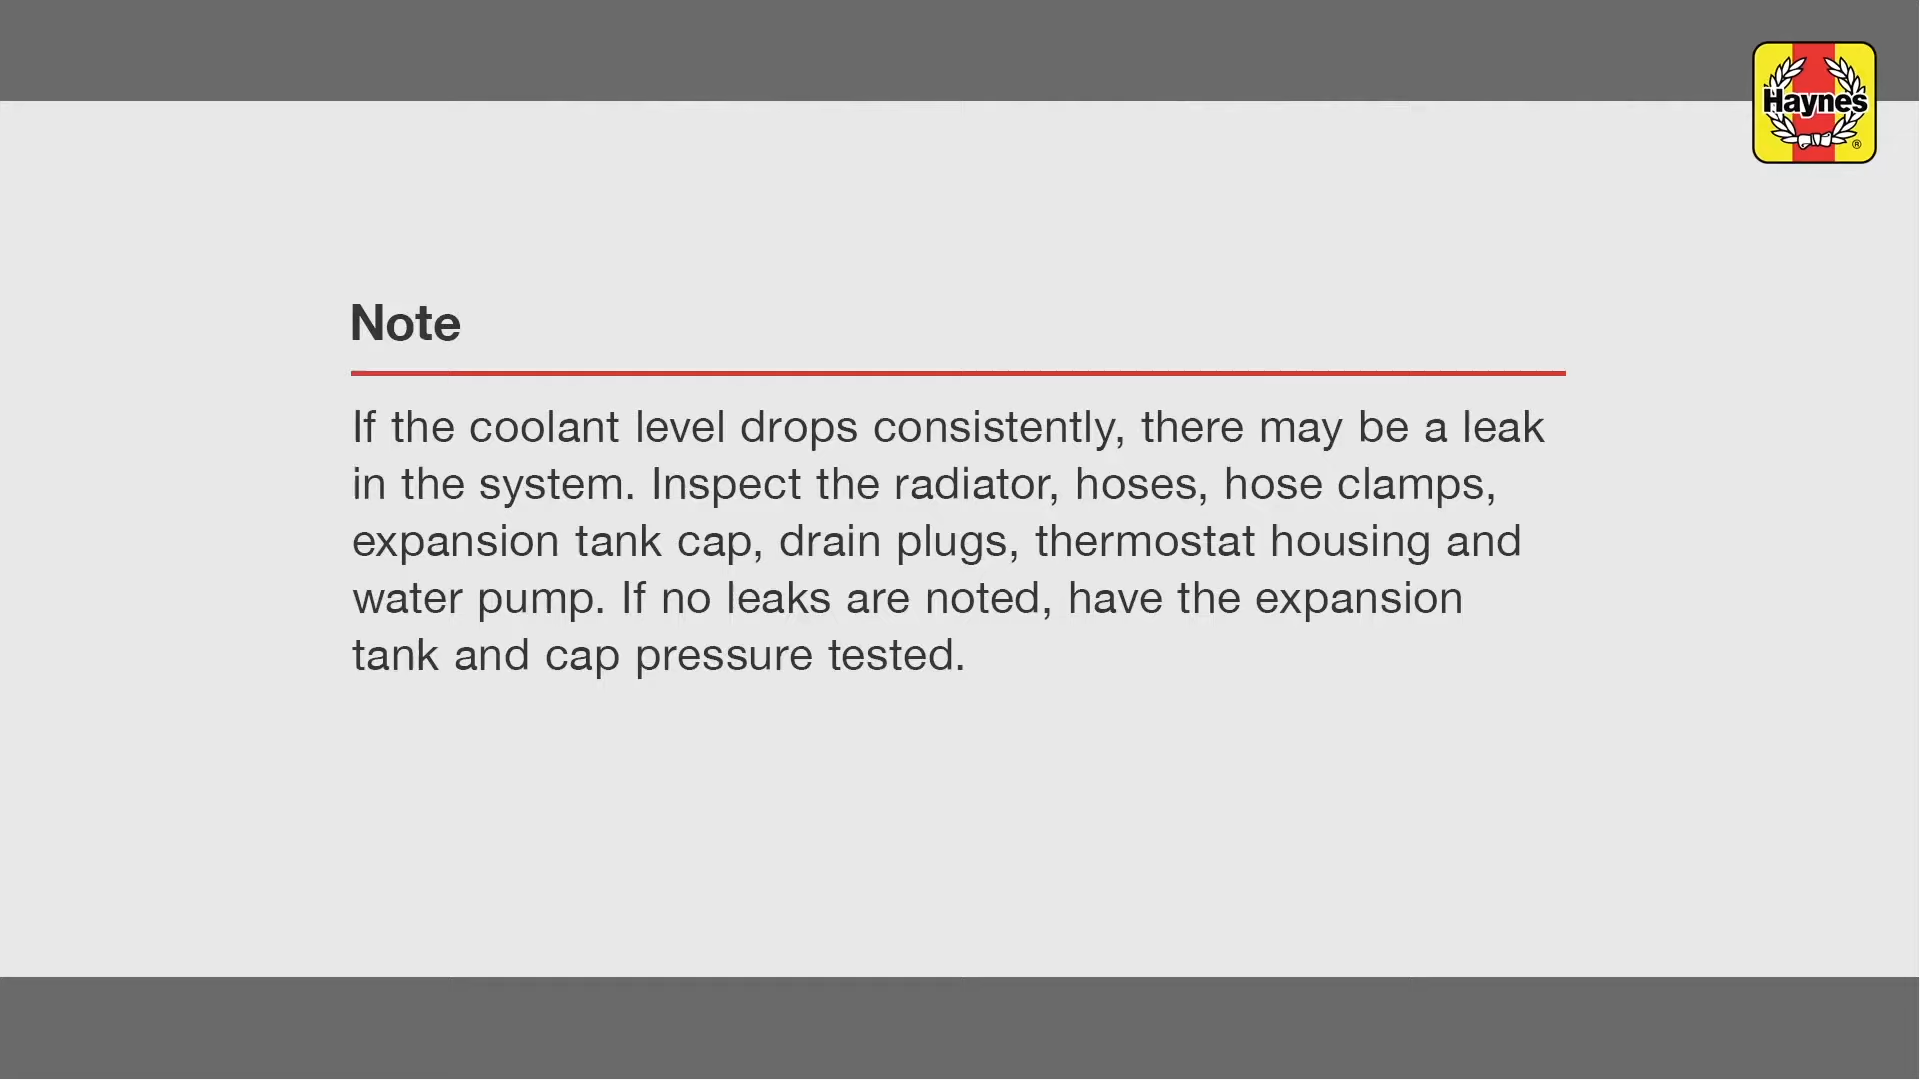 Haynes
®
Note
If the coolant level drops consistently, there may be a leak
in the system. Inspect the radiator, hoses, hose clamps,
expansion tank cap, drain plugs, thermostat housing and
water pump. If no leaks are noted, have the expansion
tank and cap pressure tested.